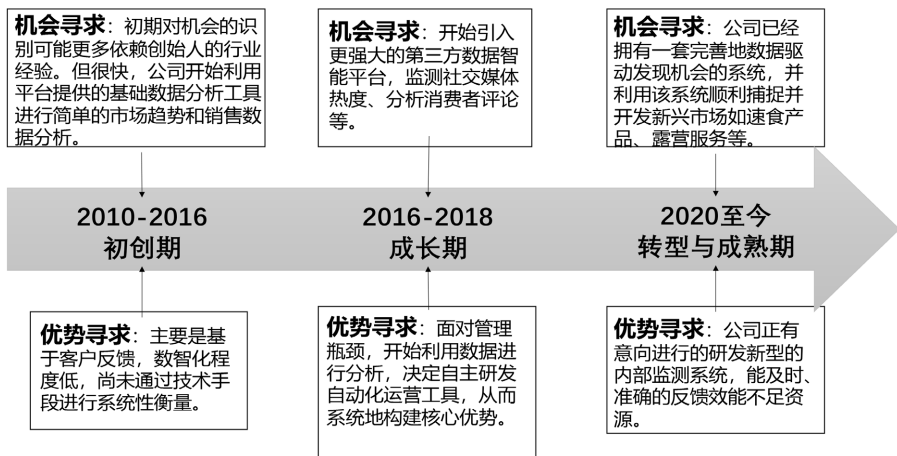 机会寻求：初期对机会的识
别可能更多依赖创始人的行业
经验。但很快，公司开始利用
平台提供的基础数据分析工具
进行简单的市场趋势和销售数
据分析。
机会寻求：开始引入
更强大的第三方数据智
能平台，监测社交媒体
热度、分析消费者评论
等。
机会寻求：公司已经
拥有一套完善地数据驱
动发现机会的系统，并
利用该系统顺利捕捉并
开发新兴市场如速食产
品、露营服务等。
2010-2016
初创期
2016-2018
成长期
2020至今
转型与成熟期
优势寻求：主要是基
于客户反馈，数智化程
度低，尚未通过技术手
段进行系统性衡量。
优势寻求：面对管理
瓶颈，开始利用数据进
行分析，决定自主研发
自动化运营工具，从而
系统地构建核心优势。
优势寻求：公司正有
意向进行的研发新型的
内部监测系统，能及时、
准确的反馈效能不足资
源。